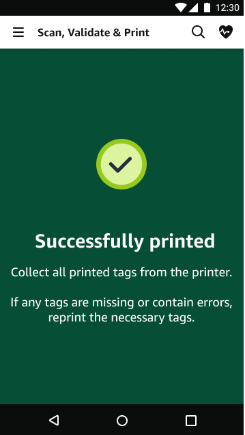 12:30
Scan, Validate & Print
Successfully printed
Collect all printed tags from the printer.
If any tags are missing or contain errors,
reprint the necessary tags.